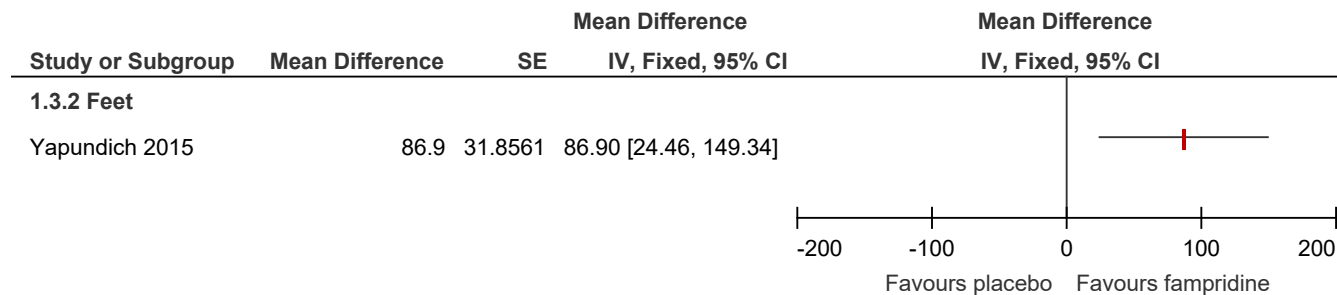 Mean Difference Mean Difference
Study or Subgroup Mean Difference SE IV, Fixed, 95% CI IV, Fixed, 95% CI
1.3.2 Feet
Yapundich 2015 86.9 31.8561 86.90 [24.46, 149.34]
-200 -100 0 100 200
Favours placebo Favours fampridine